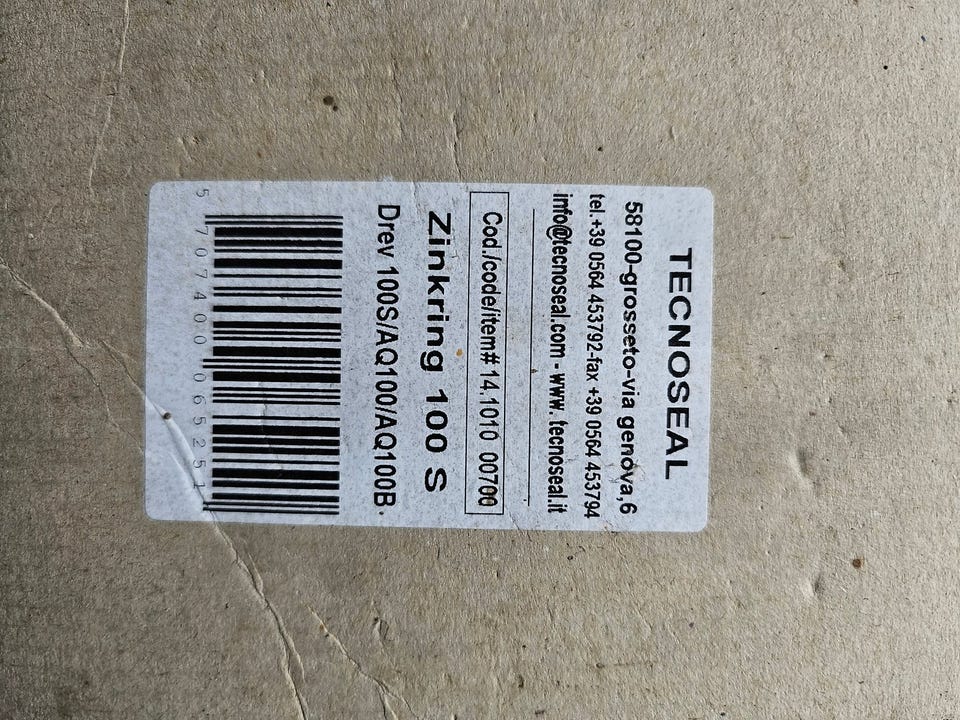 TECNOSEAL
58100-grosseto-via genova,6
tel.+39 0564 453792-fax +39 0564 453794
info@tecnoseal.com - www. tecnoseal.it
Cod./code/item# 14.1010 00700
Zinkring 100 S
Drev 100S/AQ100/AQ100B.
5 707400 065251